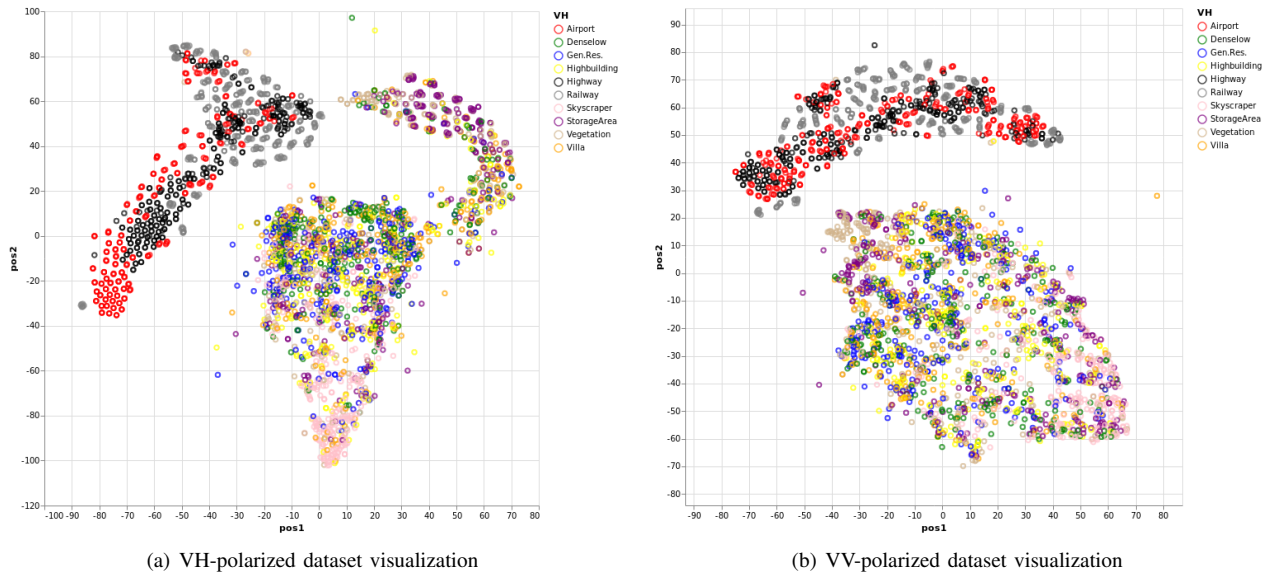 VH
Airport
Denselow
Gen.Res.
Highbuilding
Highway
Railway
Skyscraper
StorageArea
Vegetation
Villa
100
80
60
40
20
0
-20
-40
-60
-80
-100
-120
pos2
-100 -90 -80 -70 -60 -50 -40 -30 -20 -10 0 10 20 30 40 50 60 70 80
pos1
(a) VH-polarized dataset visualization
VV
Airport
Denselow
Gen.Res.
Highbuilding
Highway
Railway
Skyscraper
StorageArea
Vegetation
Villa
90
80
70
60
50
40
30
20
10
0
-10
-20
-30
-40
-50
-60
-70
-80
pos2
-90 -80 -70 -60 -50 -40 -30 -20 -10 0 10 20 30 40 50 60 70 80
pos1
(b) VV-polarized dataset visualization